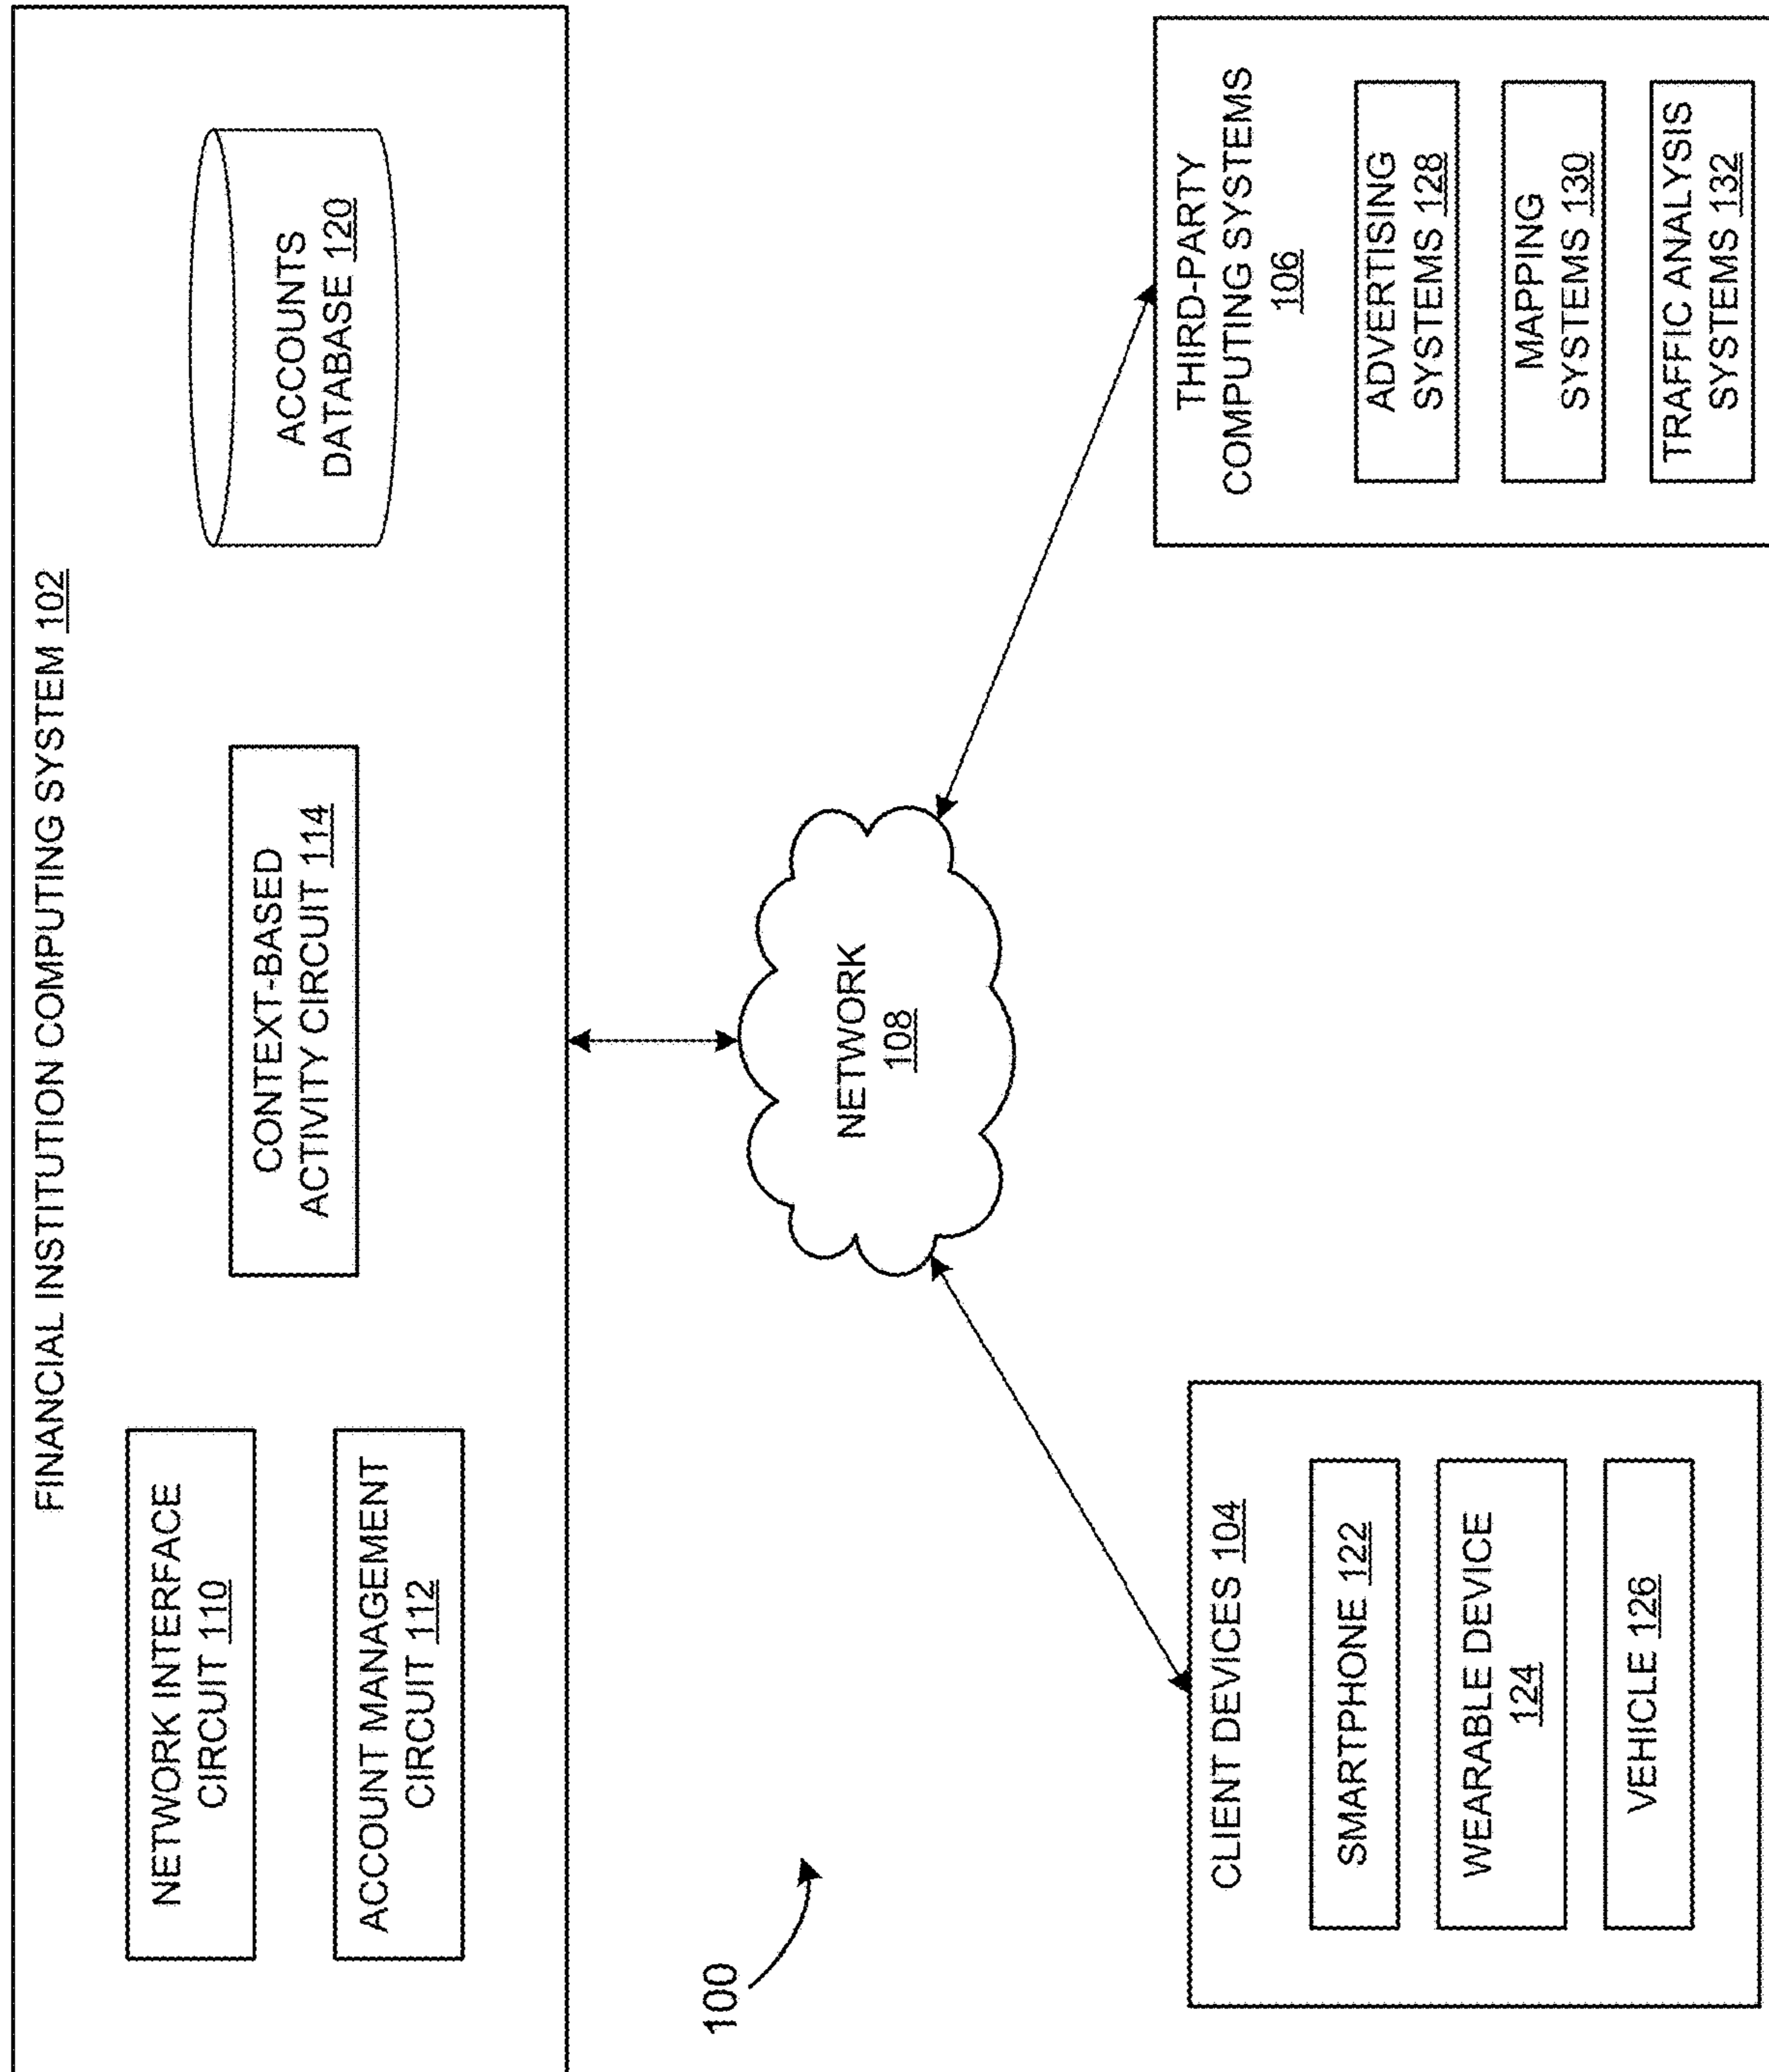 FINANCIAL INSTITUTION COMPUTING SYSTEM 102
NETWORK INTERFACE
CIRCUIT 110
ACCOUNT MANAGEMENT
CIRCUIT 112
CONTEXT-BASED
ACTIVITY CIRCUIT 114
ACCOUNTS
DATABASE 120
100
NETWORK
108
CLIENT DEVICES 104
SMARTPHONE 122
WEARABLE DEVICE
124
VEHICLE 126
THIRD-PARTY
COMPUTING SYSTEMS
106
ADVERTISING
SYSTEMS 128
MAPPING
SYSTEMS 130
TRAFFIC ANALYSIS
SYSTEMS 132